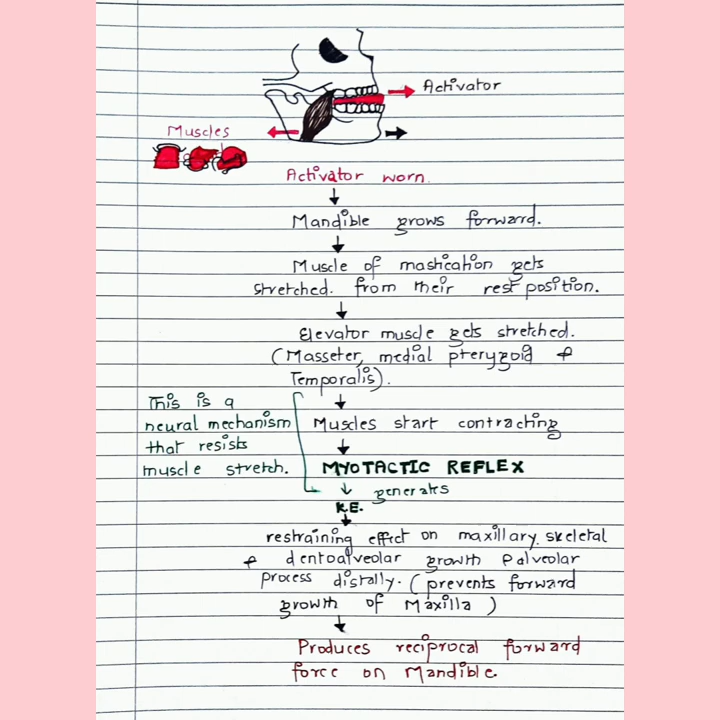 Activator
Muscles
Activator worn.
Mandible grows forward.
Muscle of mastication gets
stretched. from their rest position.
Elevator muscle gets stretched.
(Masseter, medial pterygoid &
Temporalis).
This is a
neural mechanism
that resists
muscle stretch.
Muscles start contracting
MYOTACTIC REFLEX
generates
K.E.
restraining effect on maxillary skeletal
& dentoalveolar growth & alveolar
process distally. (prevents forward
growth of Maxilla)
Produces reciprocal forward
force on Mandible.